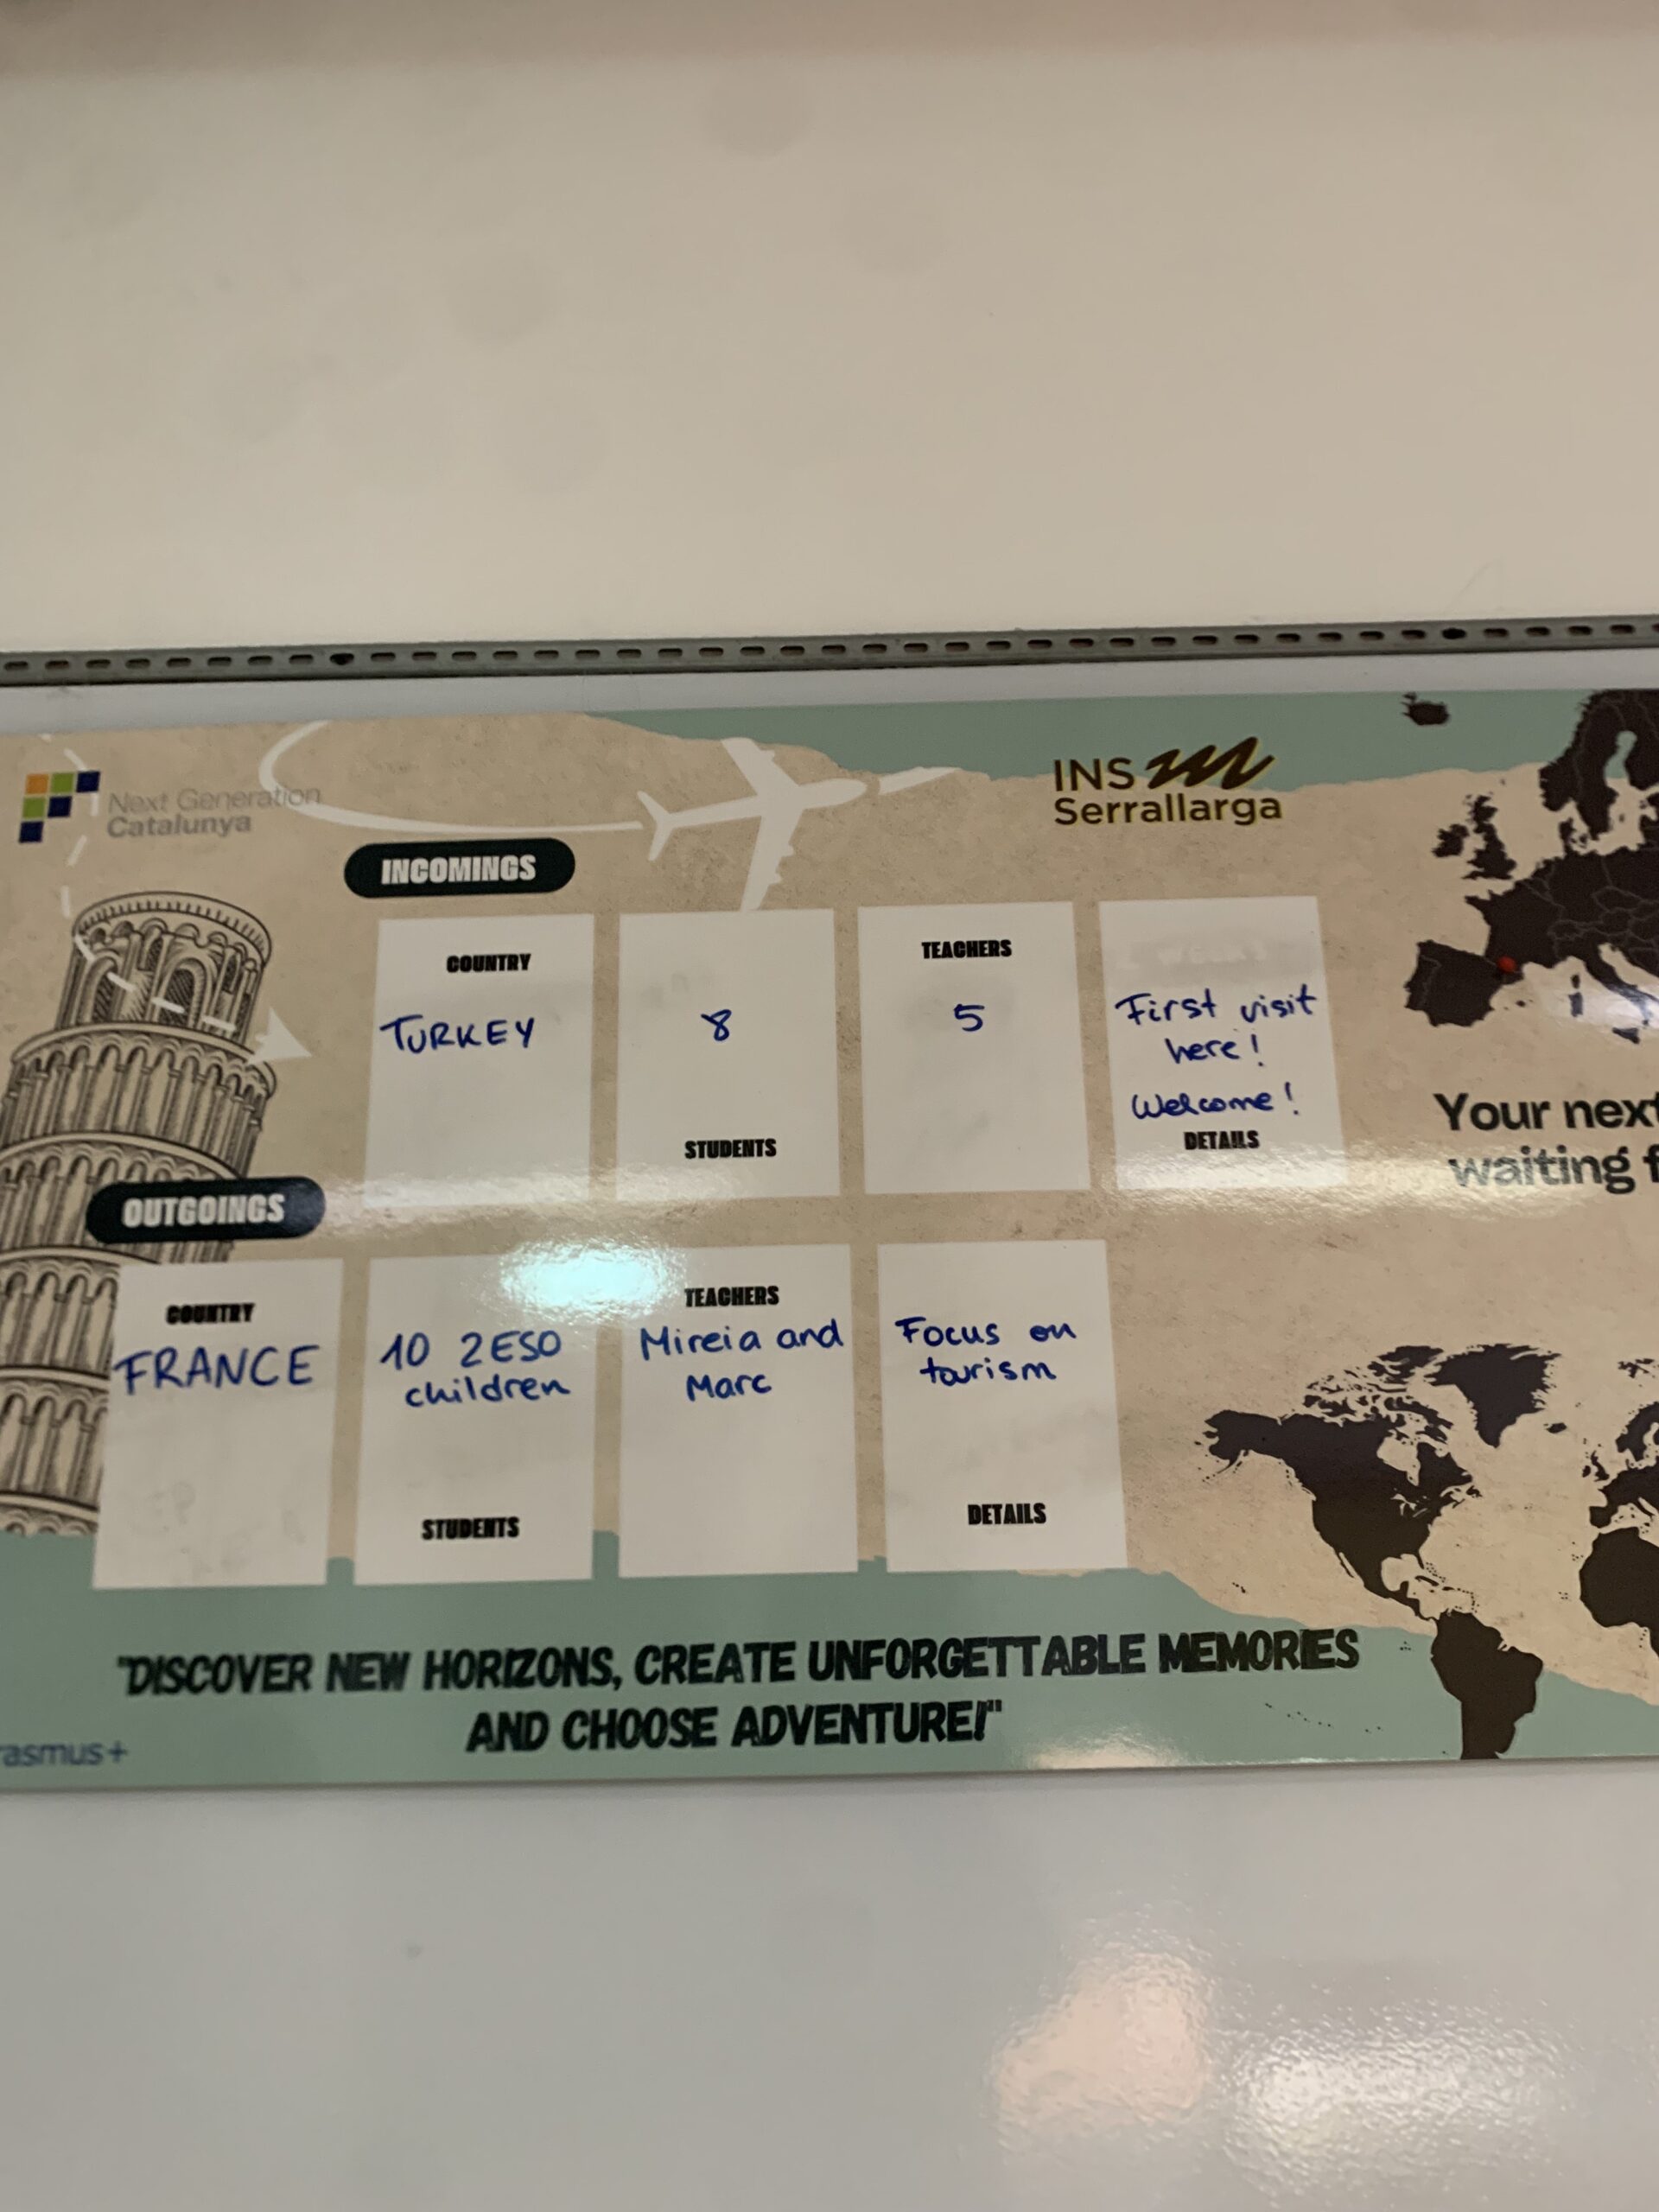 Next Generation
Catalunya
INS
Serrallarga
INCOMINGS
COUNTRY
TURKEY
8
STUDENTS
TEACHERS
5
First visit
here!
Welcome!
DETAILS
Your next
waiting f
OUTGOINGS
COUNTRY
FRANCE
10 2ESO
children
STUDENTS
TEACHERS
Mireia and
Marc
Focus on
tourism
DETAILS
"DISCOVER NEW HORIZONS, CREATE UNFORGETTABLE MEMORIES
AND CHOOSE ADVENTURE!"
rasmus+